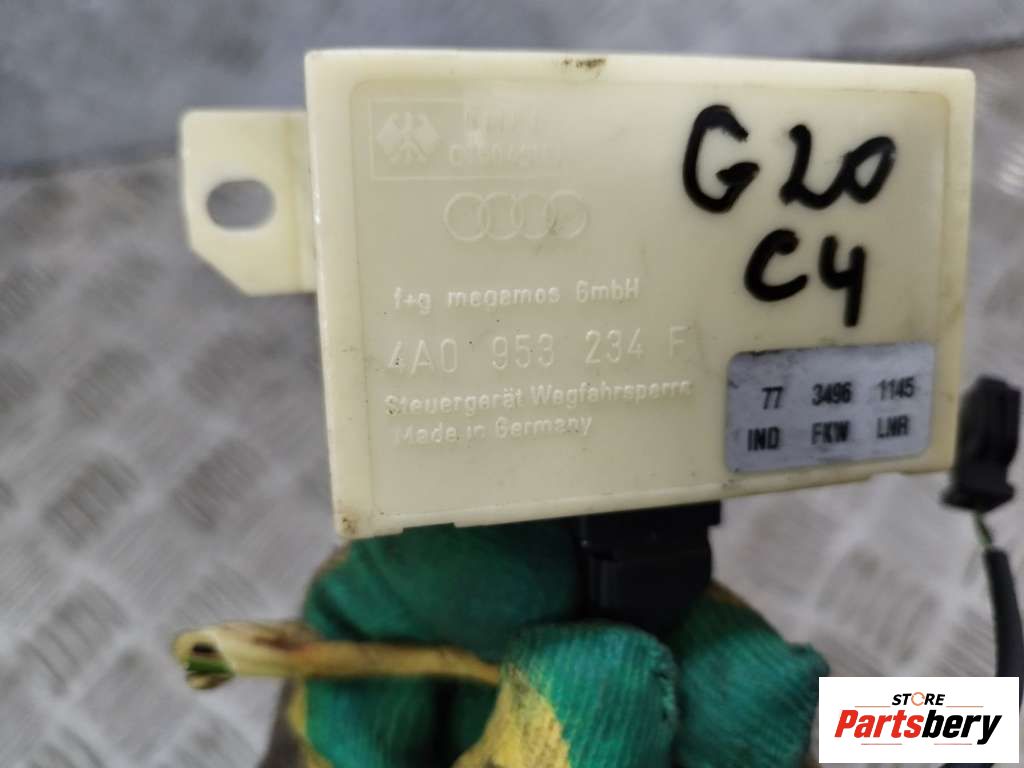 G20
C4
f+g megamos GmbH
4A0 953 234 F
Steuergerät Wegfahrsperre
Made in Germany
77 3496 1145
IND FKW LNR
STORE
Partsbery